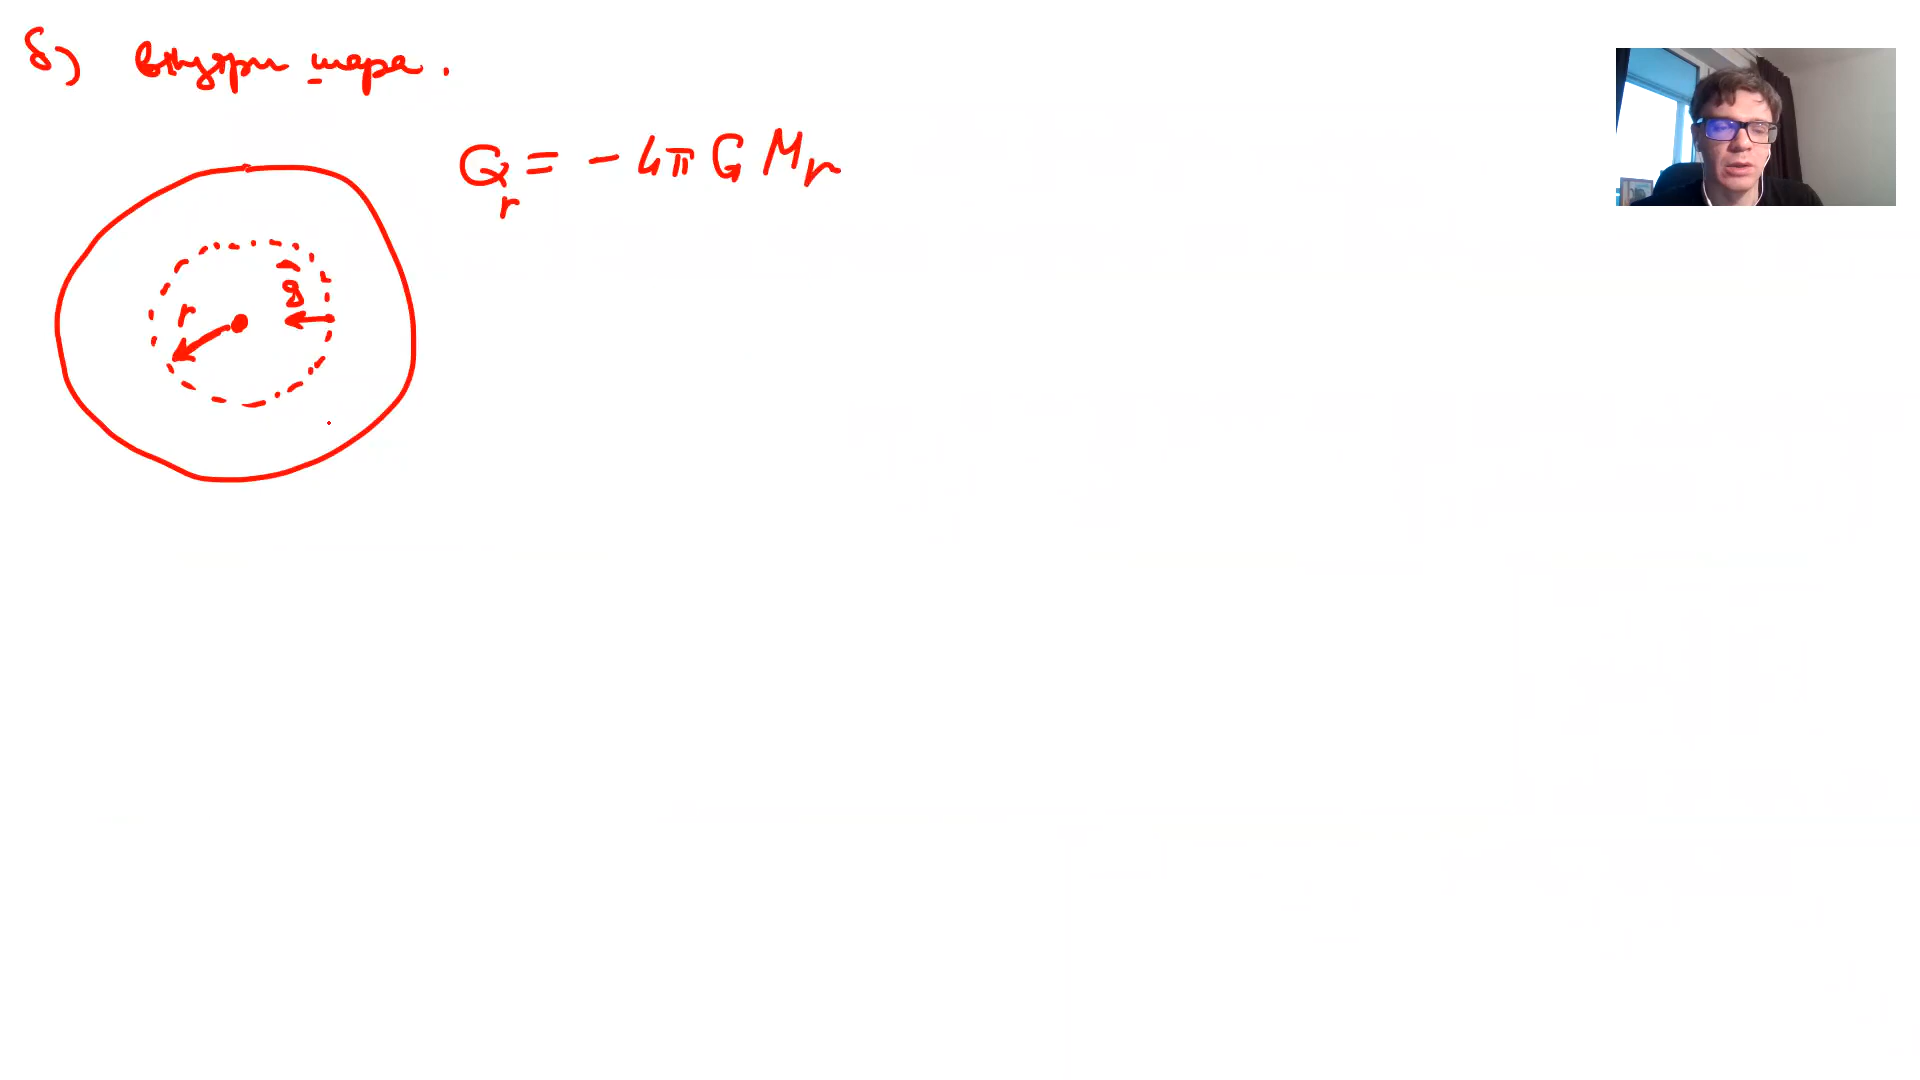 б) внутри шара.
Q_r = - 4π G M_r
g⃗
r